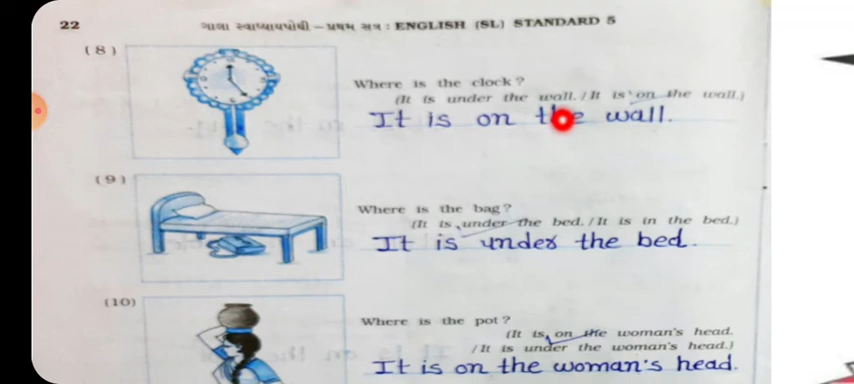 22
ગાલા સ્વાધ્યાયપોથી – પ્રથમ સત્ર : ENGLISH (SL) STANDARD 5
(8)
Where is the clock?
(It is under the wall. / It is on the wall.)
It is on the wall.
(9)
Where is the bag?
(It is under the bed. / It is in the bed.)
It is under the bed.
(10)
Where is the pot?
(It is on the woman's head.
/ It is under the woman's head.)
It is on the woman's head.